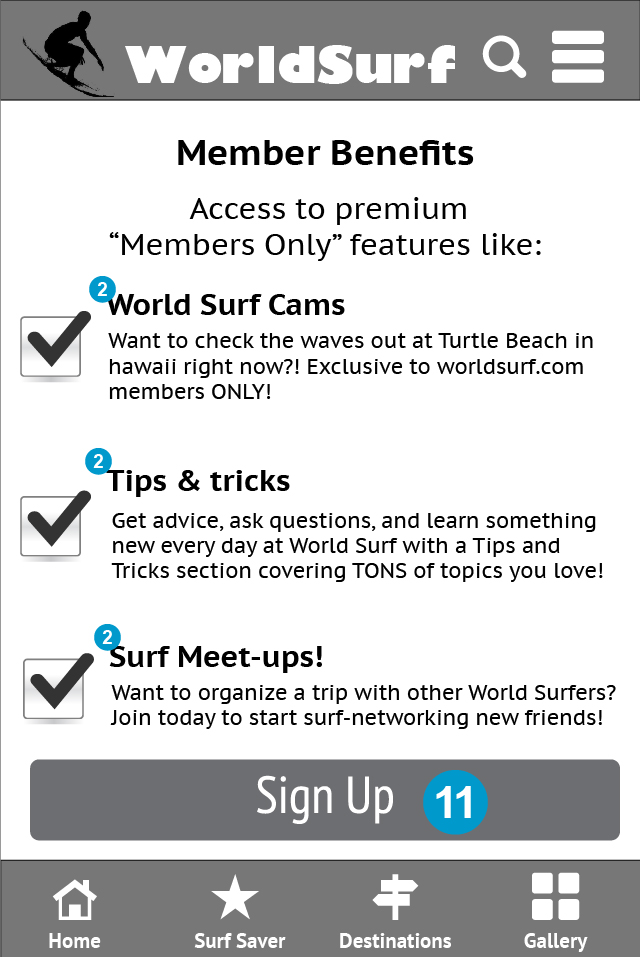 WorldSurf
Member Benefits
Access to premium
“Members Only” features like:
2
World Surf Cams
Want to check the waves out at Turtle Beach in
hawaii right now?! Exclusive to worldsurf.com
members ONLY!
2
Tips & tricks
Get advice, ask questions, and learn something
new every day at World Surf with a Tips and
Tricks section covering TONS of topics you love!
2
Surf Meet-ups!
Want to organize a trip with other World Surfers?
Join today to start surf-networking new friends!
Sign Up 11
Home Surf Saver Destinations Gallery